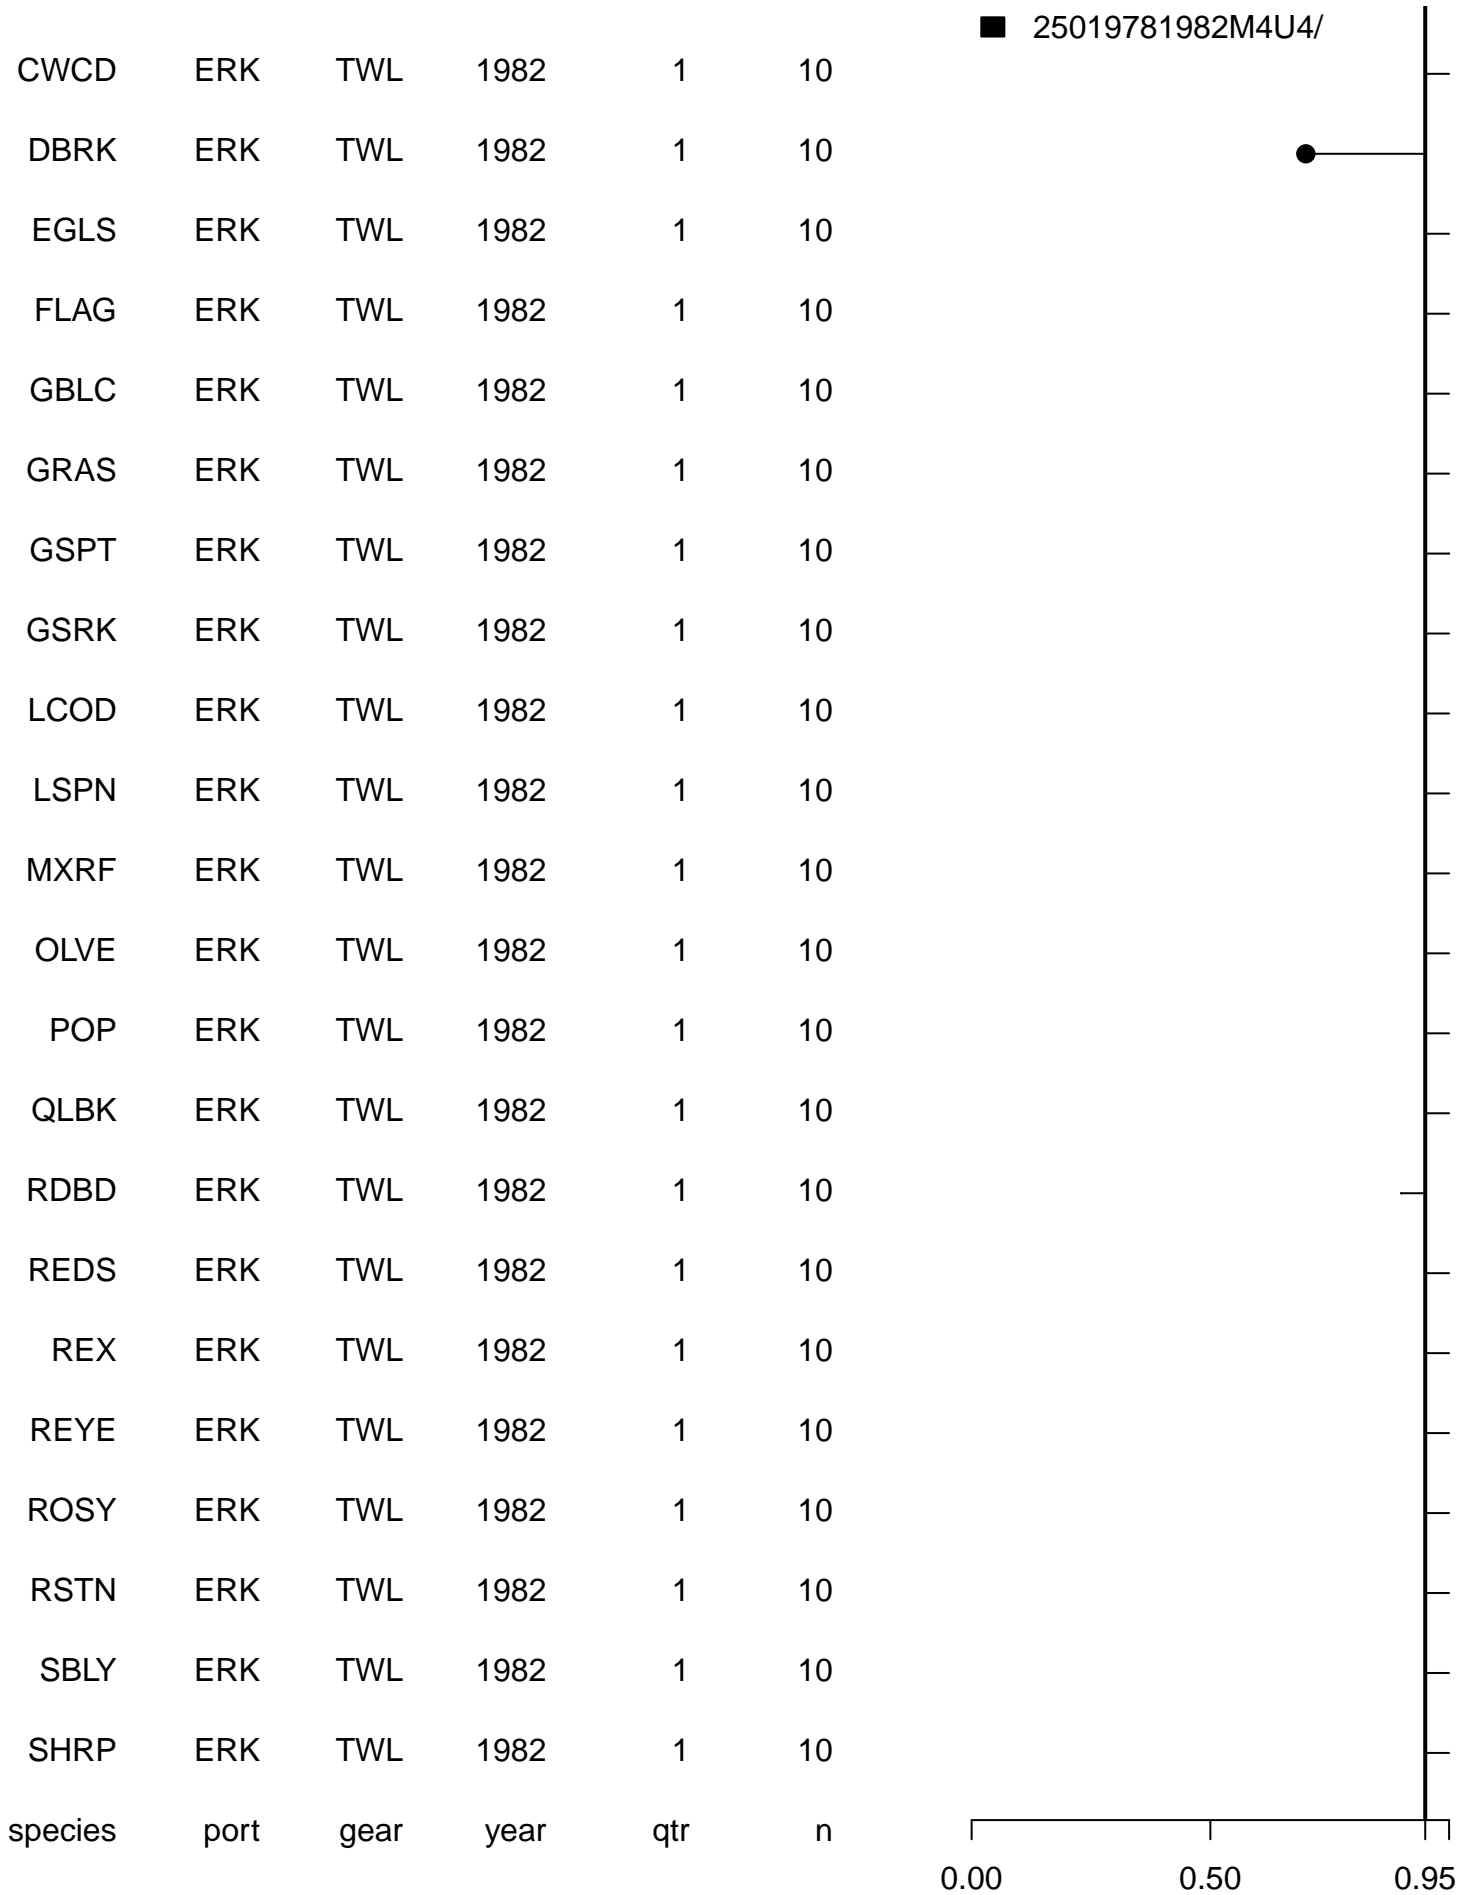 25019781982M4U4/
CWCD ERK TWL 1982 1 10
DBRK ERK TWL 1982 1 10
EGLS ERK TWL 1982 1 10
FLAG ERK TWL 1982 1 10
GBLC ERK TWL 1982 1 10
GRAS ERK TWL 1982 1 10
GSPT ERK TWL 1982 1 10
GSRK ERK TWL 1982 1 10
LCOD ERK TWL 1982 1 10
LSPN ERK TWL 1982 1 10
MXRF ERK TWL 1982 1 10
OLVE ERK TWL 1982 1 10
POP ERK TWL 1982 1 10
QLBK ERK TWL 1982 1 10
RDBD ERK TWL 1982 1 10
REDS ERK TWL 1982 1 10
REX ERK TWL 1982 1 10
REYE ERK TWL 1982 1 10
ROSY ERK TWL 1982 1 10
RSTN ERK TWL 1982 1 10
SBLY ERK TWL 1982 1 10
SHRP ERK TWL 1982 1 10
species port gear year qtr n
0.00 0.50 0.95